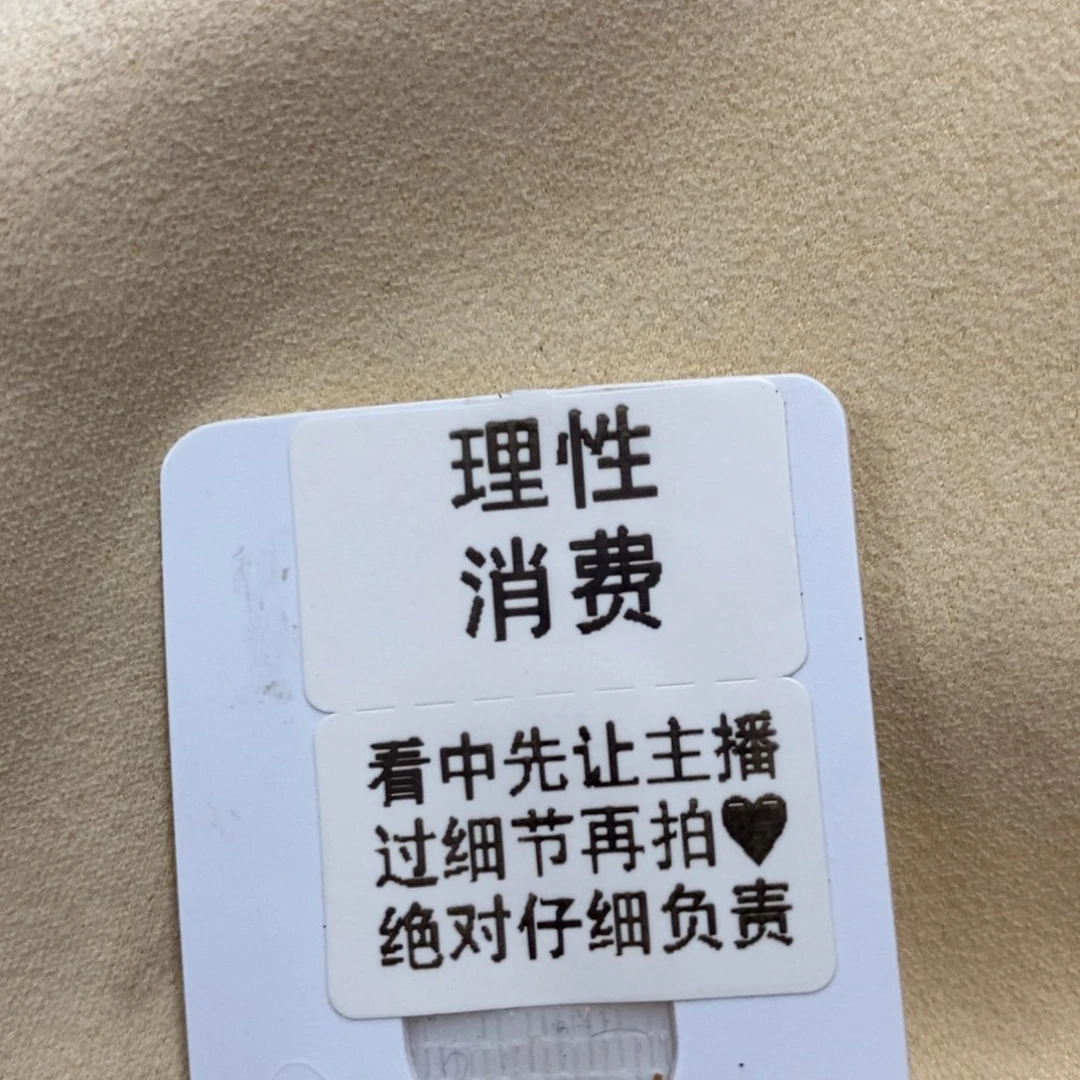 理性
消费
看中先让主播
过细节再拍♥
绝对仔细负责